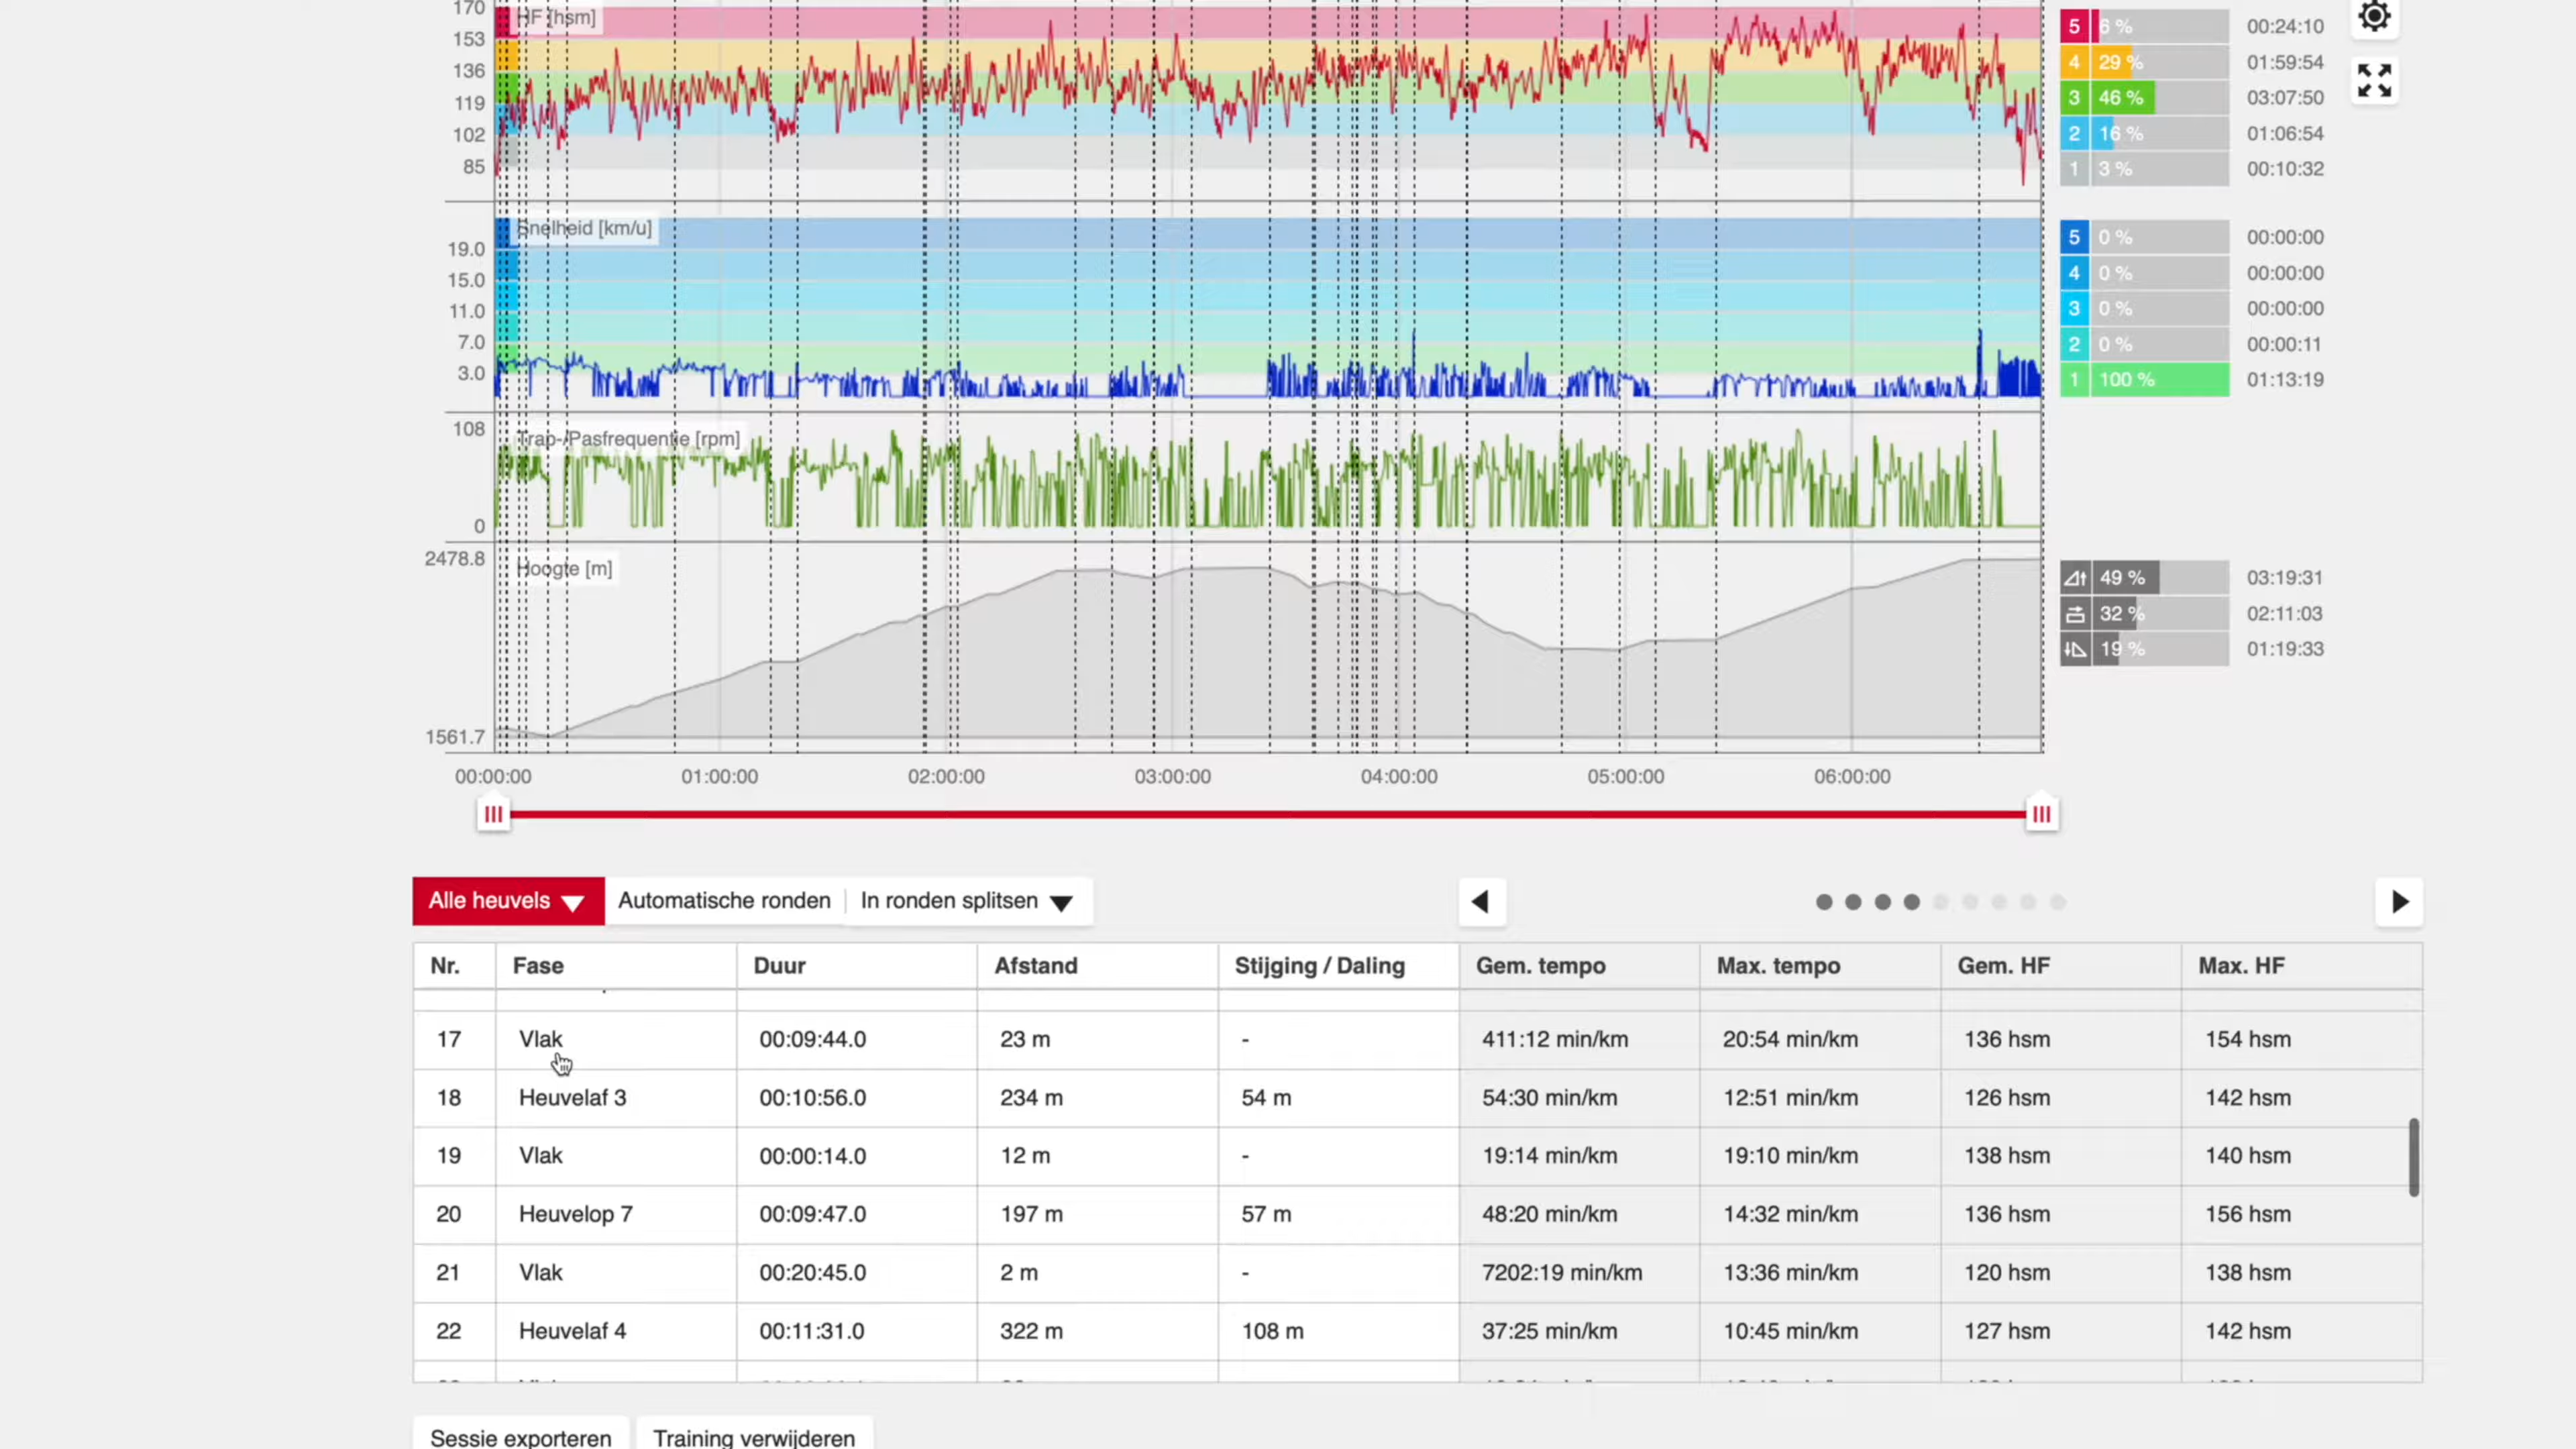 170
HF [hsm]
153
136
119
102
85
5 6 % 00:24:10
4 29 % 01:59:54
3 46 % 03:07:50
2 16 % 01:06:54
1 3 % 00:10:32
Snelheid [km/u]
19.0
15.0
11.0
7.0
3.0
5 0 % 00:00:00
4 0 % 00:00:00
3 0 % 00:00:00
2 0 % 00:00:11
1 100 % 01:13:19
108
Trap-/Pasfrequentie [rpm]
0
2478.8
Hoogte [m]
1561.7
49 % 03:19:31
32 % 02:11:03
19 % 01:19:33
00:00:00 01:00:00 02:00:00 03:00:00 04:00:00 05:00:00 06:00:00
Alle heuvels Automatische ronden In ronden splitsen
Nr. Fase Duur Afstand Stijging / Daling Gem. tempo Max. tempo Gem. HF Max. HF
17 Vlak 00:09:44.0 23 m - 411:12 min/km 20:54 min/km 136 hsm 154 hsm
18 Heuvelaf 3 00:10:56.0 234 m 54 m 54:30 min/km 12:51 min/km 126 hsm 142 hsm
19 Vlak 00:00:14.0 12 m - 19:14 min/km 19:10 min/km 138 hsm 140 hsm
20 Heuvelop 7 00:09:47.0 197 m 57 m 48:20 min/km 14:32 min/km 136 hsm 156 hsm
21 Vlak 00:20:45.0 2 m - 7202:19 min/km 13:36 min/km 120 hsm 138 hsm
22 Heuvelaf 4 00:11:31.0 322 m 108 m 37:25 min/km 10:45 min/km 127 hsm 142 hsm
Sessie exporteren Training verwijderen